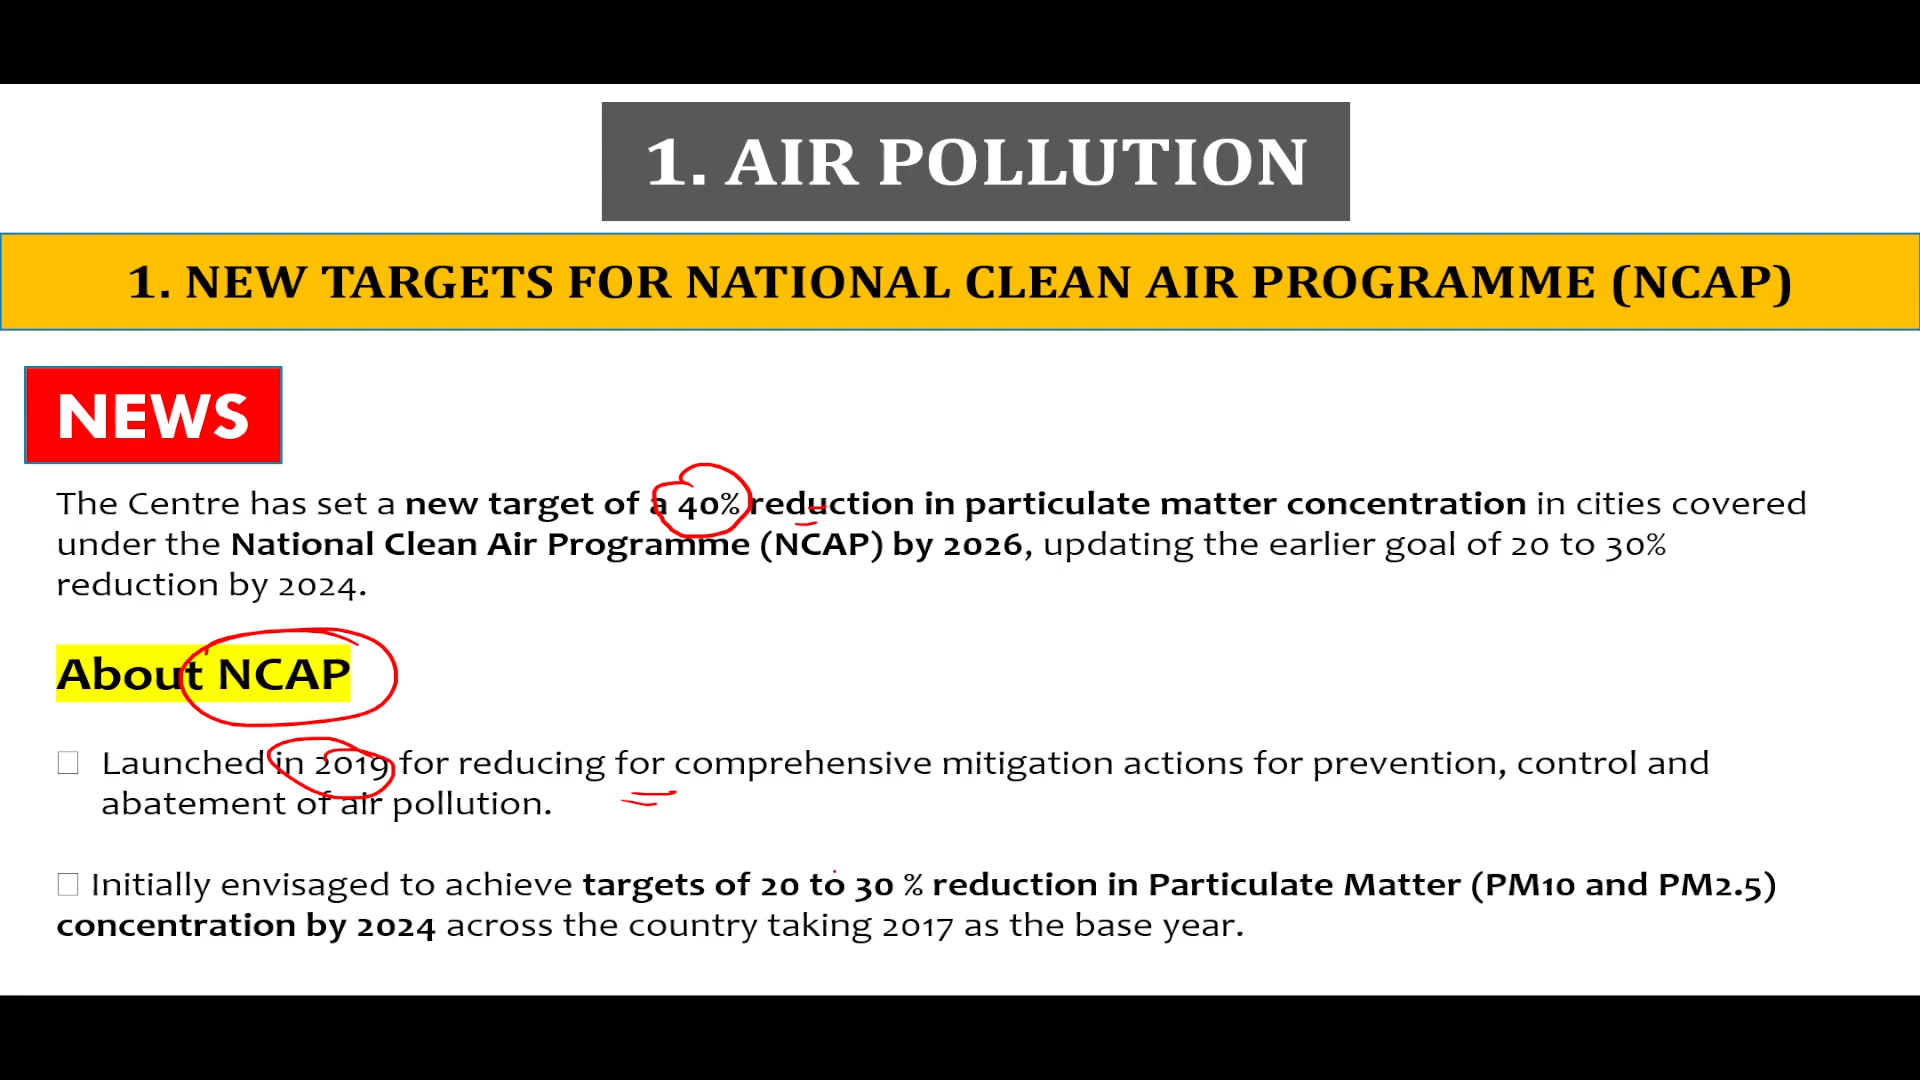 1. AIR POLLUTION
1. NEW TARGETS FOR NATIONAL CLEAN AIR PROGRAMME (NCAP)
NEWS
The Centre has set a new target of a 40% reduction in particulate matter concentration in cities covered
under the National Clean Air Programme (NCAP) by 2026, updating the earlier goal of 20 to 30%
reduction by 2024.
About NCAP
Launched in 2019 for reducing for comprehensive mitigation actions for prevention, control and
abatement of air pollution.
Initially envisaged to achieve targets of 20 to 30 % reduction in Particulate Matter (PM10 and PM2.5)
concentration by 2024 across the country taking 2017 as the base year.